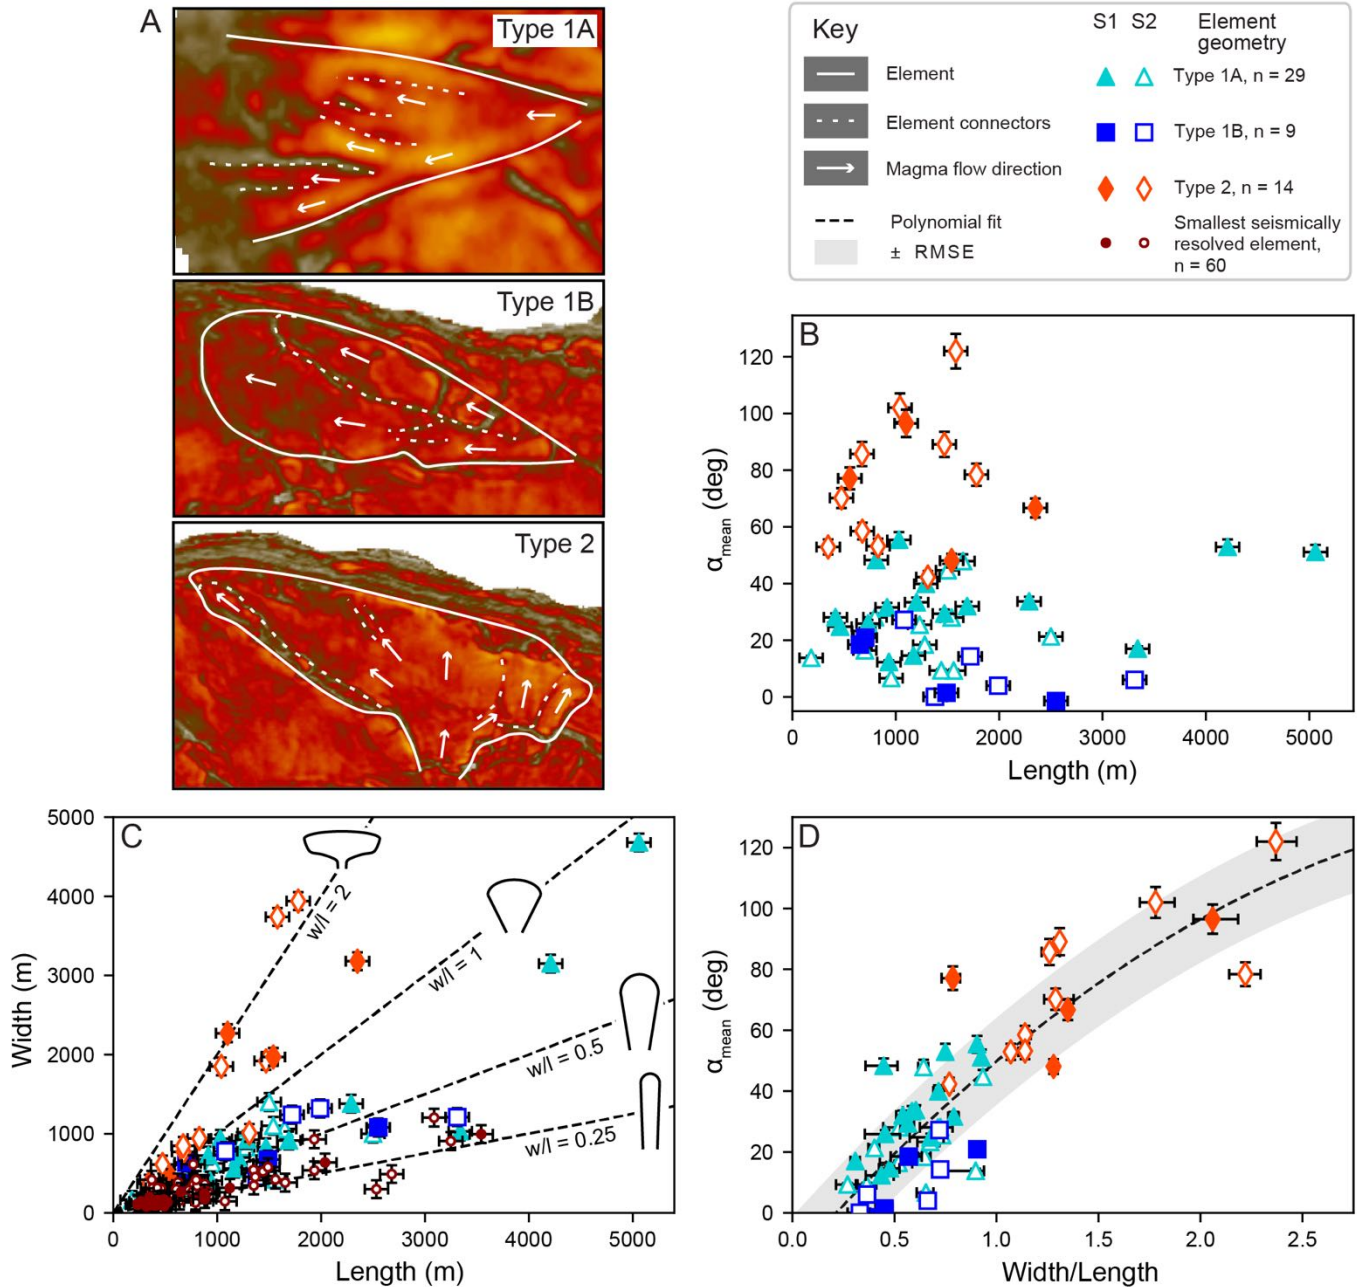 A
Type 1A
Type 1B
Type 2
Key
Element
Element connectors
Magma flow direction
Polynomial fit
± RMSE
S1 S2 Element
geometry
Type 1A, n = 29
Type 1B, n = 9
Type 2, n = 14
Smallest seismically
resolved element,
n = 60
B
120
100
80
60
40
20
0
αmean (deg)
0 1000 2000 3000 4000 5000
Length (m)
C
5000
4000
3000
2000
1000
0
Width (m)
w/l = 2
w/l = 1
w/l = 0.5
w/l = 0.25
0 1000 2000 3000 4000 5000
Length (m)
D
120
100
80
60
40
20
0
αmean (deg)
0.0 0.5 1.0 1.5 2.0 2.5
Width/Length